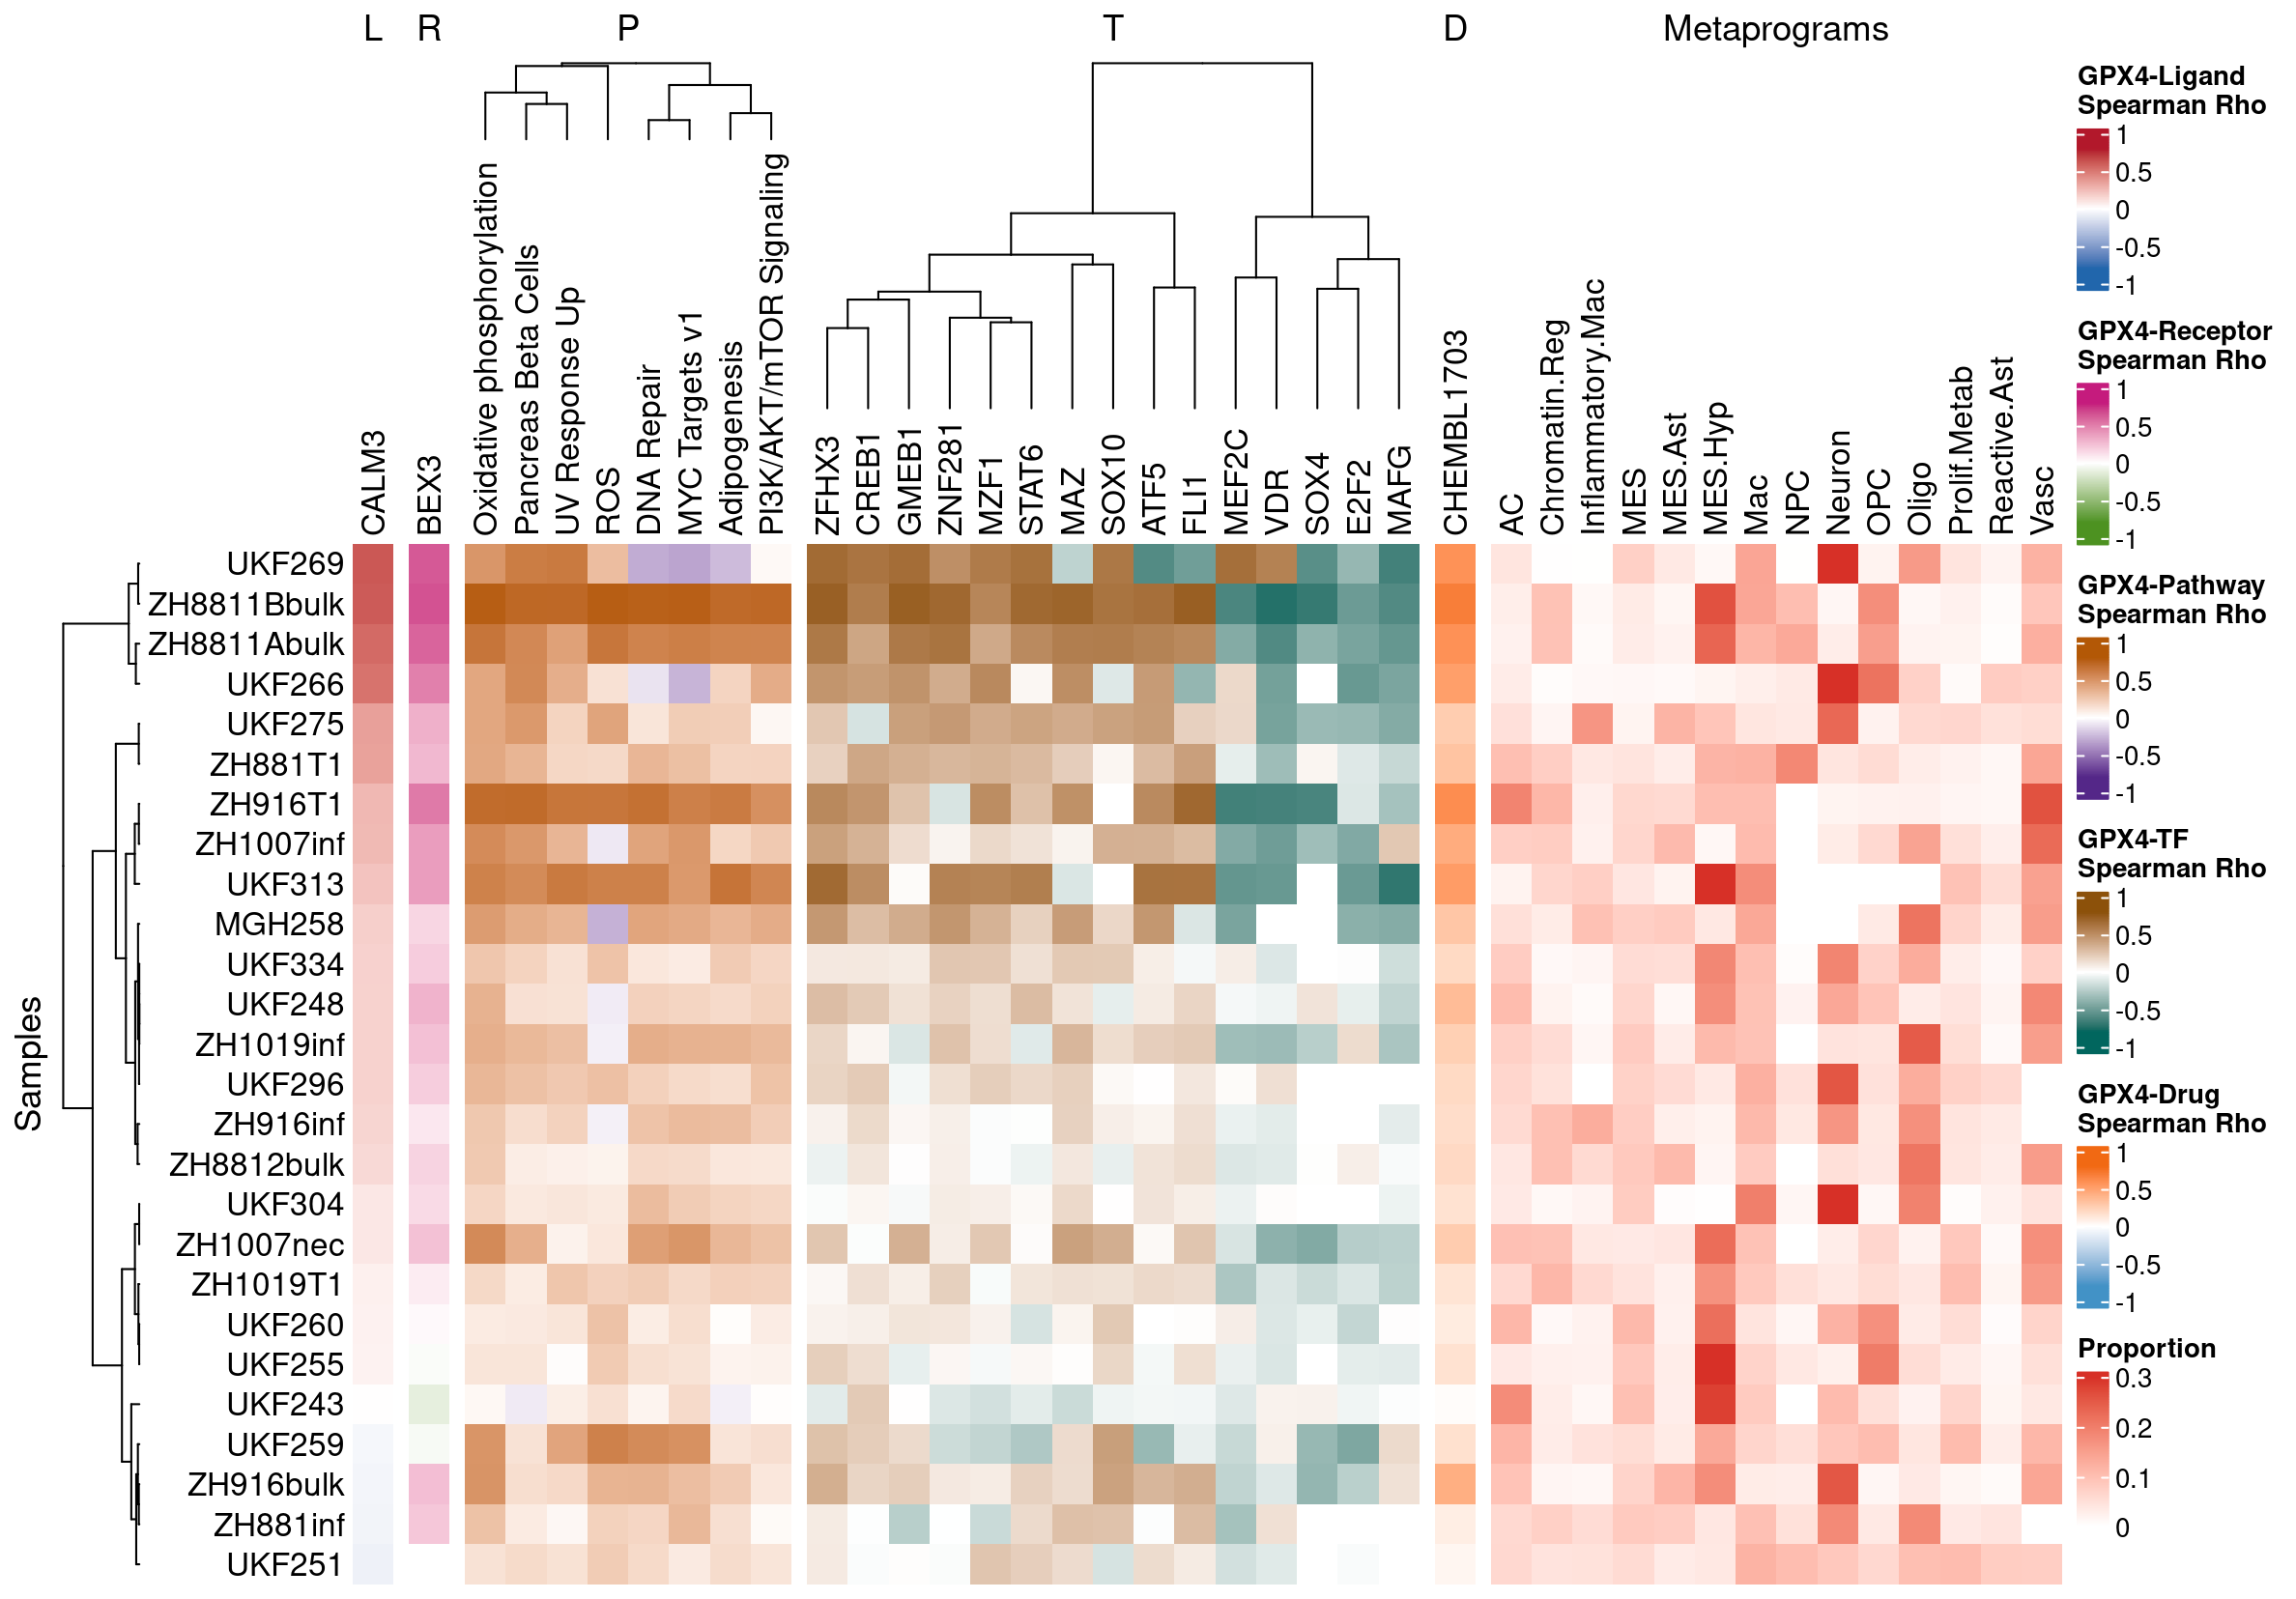 L R P T D Metaprograms
CALM3
BEX3
Oxidative phosphorylation
Pancreas Beta Cells
UV Response Up
ROS
DNA Repair
MYC Targets v1
Adipogenesis
PI3K/AKT/mTOR Signaling
ZFHX3
CREB1
GMEB1
ZNF281
MZF1
STAT6
MAZ
SOX10
ATF5
FLI1
MEF2C
VDR
SOX4
E2F2
MAFG
CHEMBL1703
AC
Chromatin.Reg
Inflammatory.Mac
MES
MES.Ast
MES.Hyp
Mac
NPC
Neuron
OPC
Oligo
Prolif.Metab
Reactive.Ast
Vasc
Samples
UKF269
ZH8811Bbulk
ZH8811Abulk
UKF266
UKF275
ZH881T1
ZH916T1
ZH1007inf
UKF313
MGH258
UKF334
UKF248
ZH1019inf
UKF296
ZH916inf
ZH8812bulk
UKF304
ZH1007nec
ZH1019T1
UKF260
UKF255
UKF243
UKF259
ZH916bulk
ZH881inf
UKF251
GPX4-Ligand
Spearman Rho
1
0.5
0
-0.5
-1
GPX4-Receptor
Spearman Rho
1
0.5
0
-0.5
-1
GPX4-Pathway
Spearman Rho
1
0.5
0
-0.5
-1
GPX4-TF
Spearman Rho
1
0.5
0
-0.5
-1
GPX4-Drug
Spearman Rho
1
0.5
0
-0.5
-1
Proportion
0.3
0.2
0.1
0